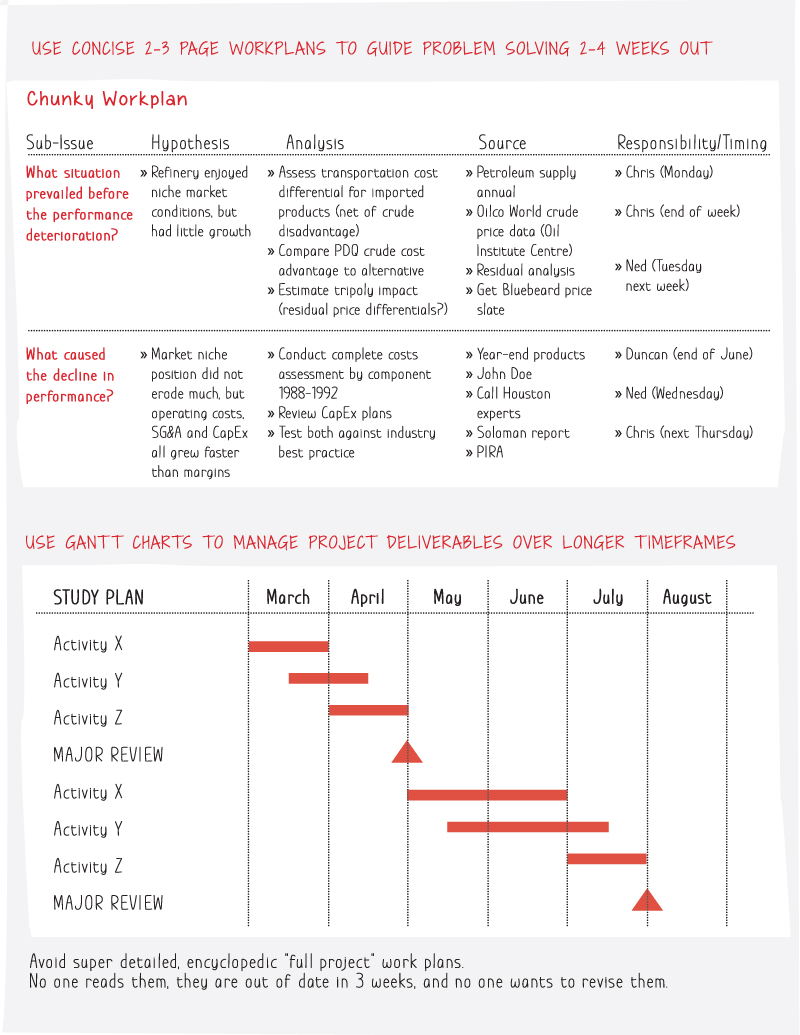 USE CONCISE 2-3 PAGE WORKPLANS TO GUIDE PROBLEM SOLVING 2-4 WEEKS OUT
Chunky Workplan
Sub-Issue
Hypothesis
Analysis
Source
Responsibility/Timing
What situation
prevailed before
the performance
deterioration?
» Refinery enjoyed
niche market
conditions, but
had little growth
» Assess transportation cost
differential for imported
products (net of crude
disadvantage)
» Compare PDQ crude cost
advantage to alternative
» Estimate tripoly impact
(residual price differentials?)
» Petroleum supply
annual
» Oilco World crude
price data (Oil
Institute Centre)
» Residual analysis
» Get Bluebeard price
slate
» Chris (Monday)
» Chris (end of week)
» Ned (Tuesday
next week)
What caused
the decline in
performance?
» Market niche
position did not
erode much, but
operating costs,
SG&A and CapEx
all grew faster
than margins
» Conduct complete costs
assessment by component
1988-1992
» Review CapEx plans
» Test both against industry
best practice
» Year-end products
» John Doe
» Call Houston
experts
» Soloman report
» PIRA
» Duncan (end of June)
» Ned (Wednesday)
» Chris (next Thursday)
USE GANTT CHARTS TO MANAGE PROJECT DELIVERABLES OVER LONGER TIMEFRAMES
STUDY PLAN
March
April
May
June
July
August
Activity X
Activity Y
Activity Z
MAJOR REVIEW
Activity X
Activity Y
Activity Z
MAJOR REVIEW
Avoid super detailed, encyclopedic "full project" work plans.
No one reads them, they are out of date in 3 weeks, and no one wants to revise them.